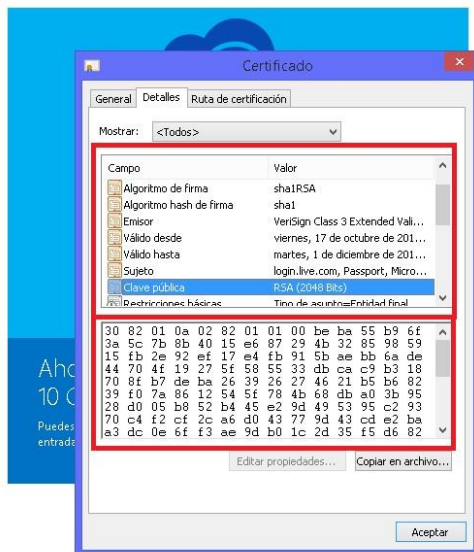 Certificado
General Detalles Ruta de certificación
Mostrar: <Todos>
Campo Valor
Algoritmo de firma sha1RSA
Algoritmo hash de firma sha1
Emisor VeriSign Class 3 Extended Vali...
Válido desde viernes, 17 de octubre de 201...
Válido hasta martes, 1 de diciembre de 201...
Sujeto login.live.com, Passport, Micro...
Clave pública RSA (2048 Bits)
Restricciones básicas Tipo de asunto=Entidad final
30 82 01 0a 02 82 01 01 00 be ba 55 b9 6f
3a 5c 7b 8b 40 15 e6 87 29 4b 32 85 98 59
15 fb 2e 92 ef 17 e4 fb 91 5b ae bb 6a de
44 70 4f 19 27 5f 58 55 33 db ca c9 b3 18
70 8f b7 de ba 26 39 26 27 46 21 b5 b6 82
39 f0 7a 86 12 54 5f 78 4b 68 db a0 3b 95
28 d0 05 b8 52 b4 45 e2 9d 49 53 95 c2 93
70 c4 f2 cf 2c a6 d0 43 77 9d 43 cd e2 ba
a3 dc 0e 6f f3 ae 9d b0 1c 2d 35 f5 d6 82
Aho
10 G
Puedes
entrada
Editar propiedades... Copiar en archivo...
Aceptar